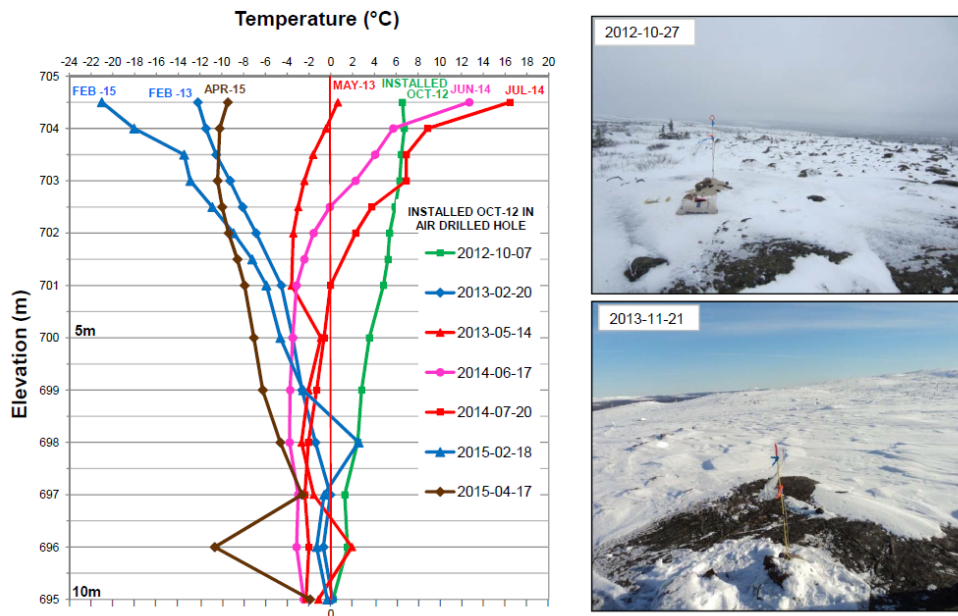 Temperature (°C)
-24 -22 -20 -18 -16 -14 -12 -10 -8 -6 -4 -2 0 2 4 6 8 10 12 14 16 18 20
705
FEB -15
FEB -13
APR-15
MAY-13
INSTALLED
OCT-12
JUN-14
JUL-14
704
703
702
701
700
699
698
697
696
695
Elevation (m)
5m
10m
0
INSTALLED OCT-12 IN
AIR DRILLED HOLE
2012-10-07
2013-02-20
2013-05-14
2014-06-17
2014-07-20
2015-02-18
2015-04-17
2012-10-27
2013-11-21